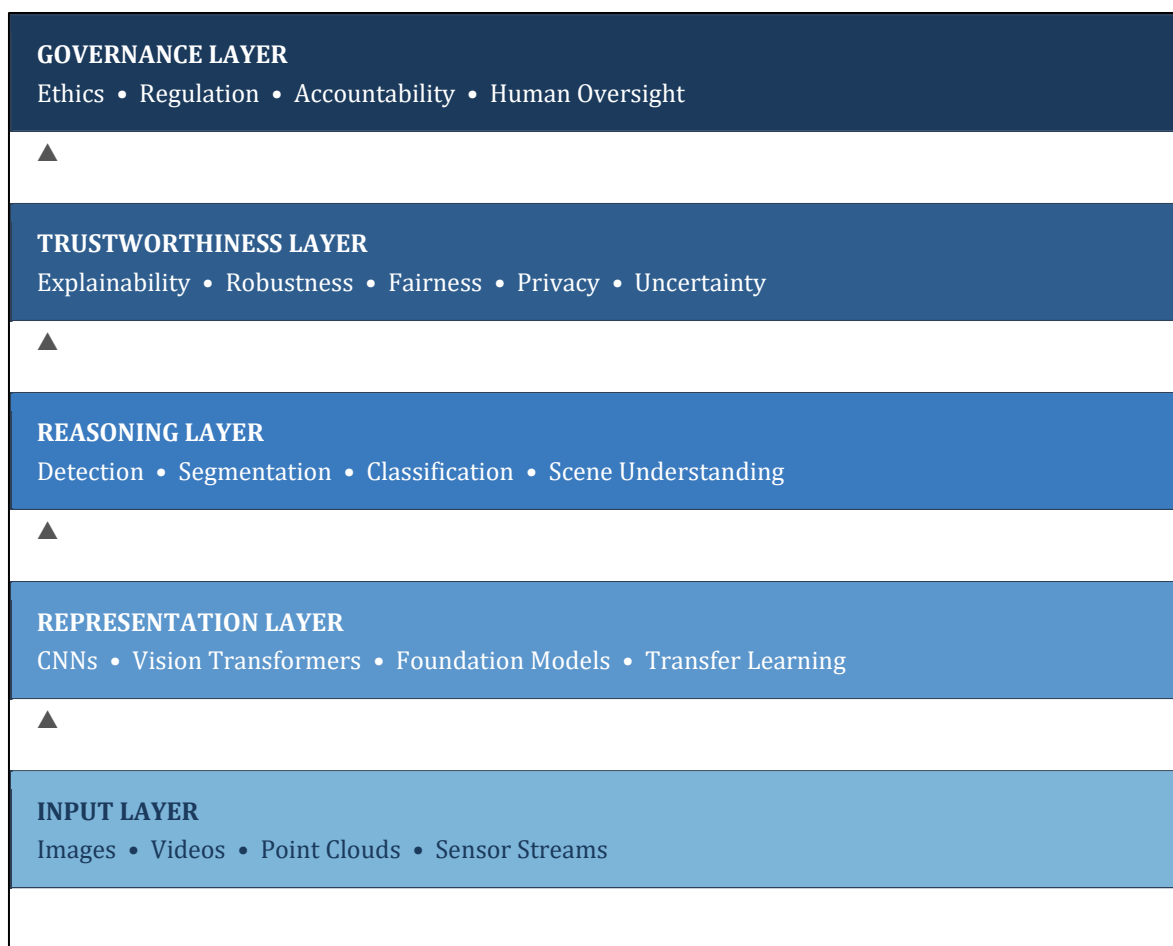 GOVERNANCE LAYER
Ethics • Regulation • Accountability • Human Oversight
▲
TRUSTWORTHINESS LAYER
Explainability • Robustness • Fairness • Privacy • Uncertainty
▲
REASONING LAYER
Detection • Segmentation • Classification • Scene Understanding
▲
REPRESENTATION LAYER
CNNs • Vision Transformers • Foundation Models • Transfer Learning
▲
INPUT LAYER
Images • Videos • Point Clouds • Sensor Streams